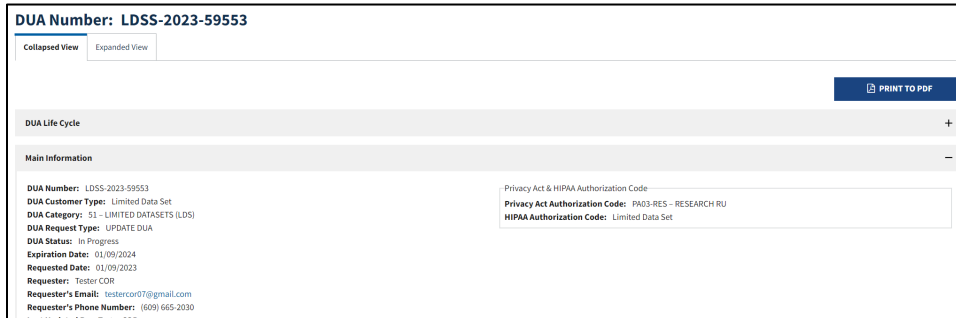 DUA Number: LDSS-2023-59553
Collapsed View Expanded View
PRINT TO PDF
DUA Life Cycle +
Main Information −
DUA Number: LDSS-2023-59553
DUA Customer Type: Limited Data Set
DUA Category: 51 – LIMITED DATASETS (LDS)
DUA Request Type: UPDATE DUA
DUA Status: In Progress
Expiration Date: 01/09/2024
Requested Date: 01/09/2023
Requester: Tester COR
Requester's Email: testercor07@gmail.com
Requester's Phone Number: (609) 665-2030
Privacy Act & HIPAA Authorization Code
Privacy Act Authorization Code: PA03-RES – RESEARCH RU
HIPAA Authorization Code: Limited Data Set